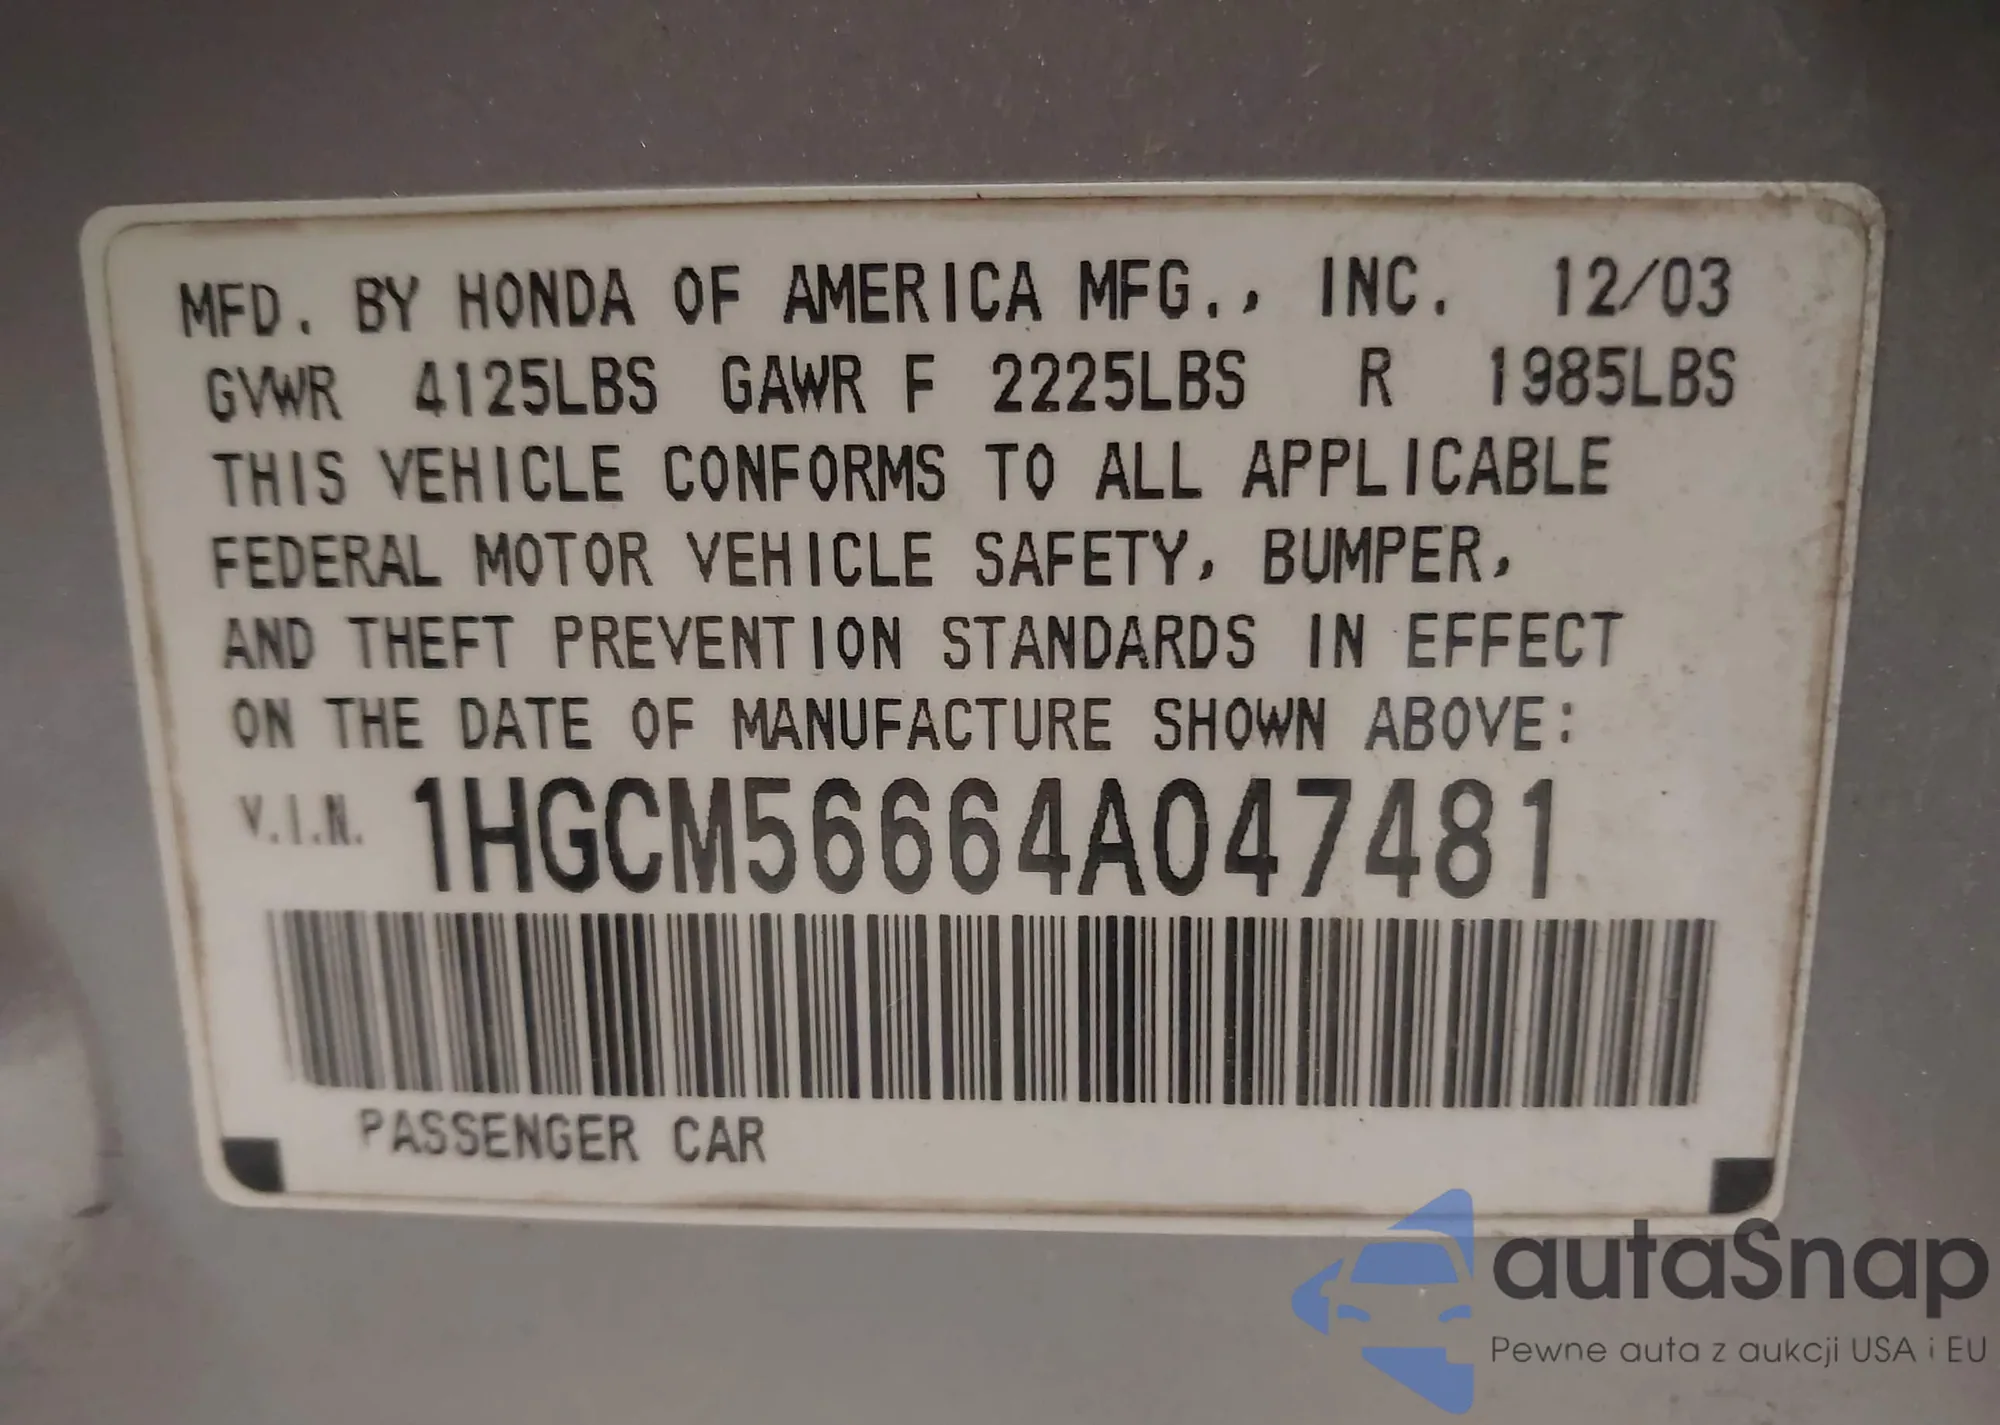 MFD. BY HONDA OF AMERICA MFG., INC. 12/03
GVWR 4125LBS GAWR F 2225LBS R 1985LBS
THIS VEHICLE CONFORMS TO ALL APPLICABLE
FEDERAL MOTOR VEHICLE SAFETY, BUMPER,
AND THEFT PREVENTION STANDARDS IN EFFECT
ON THE DATE OF MANUFACTURE SHOWN ABOVE:
V.I.N. 1HGCM56664A047481
PASSENGER CAR
autaSnap
Pewne auta z aukcji USA i EU